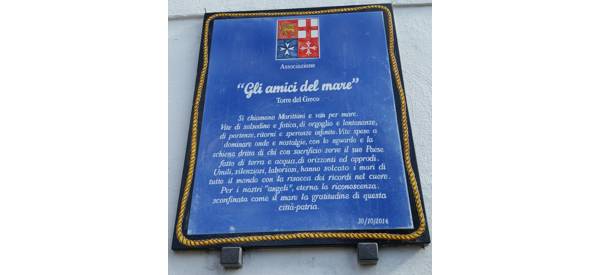 Associazione
"Gli amici del mare"
Torre del Greco
Si chiamano Marittimi e van per mare.
Vite di salsedine e fatica, di orgoglio e lontananze,
di partenze, ritorni e speranze infinite. Vite spese a
dominare onde e nostalgie, con lo sguardo e la
schiena dritta di chi con sacrificio serve il suo Paese
fatto di terra e acqua, di orizzonti ed approdi.
Umili, silenziosi, laboriosi, hanno solcato i mari di
tutto il mondo con la risacca dei ricordi nel cuore.
Per i nostri "angeli", eterna la riconoscenza,
sconfinata come il mare la gratitudine di questa
città-patria.
30/10/2014